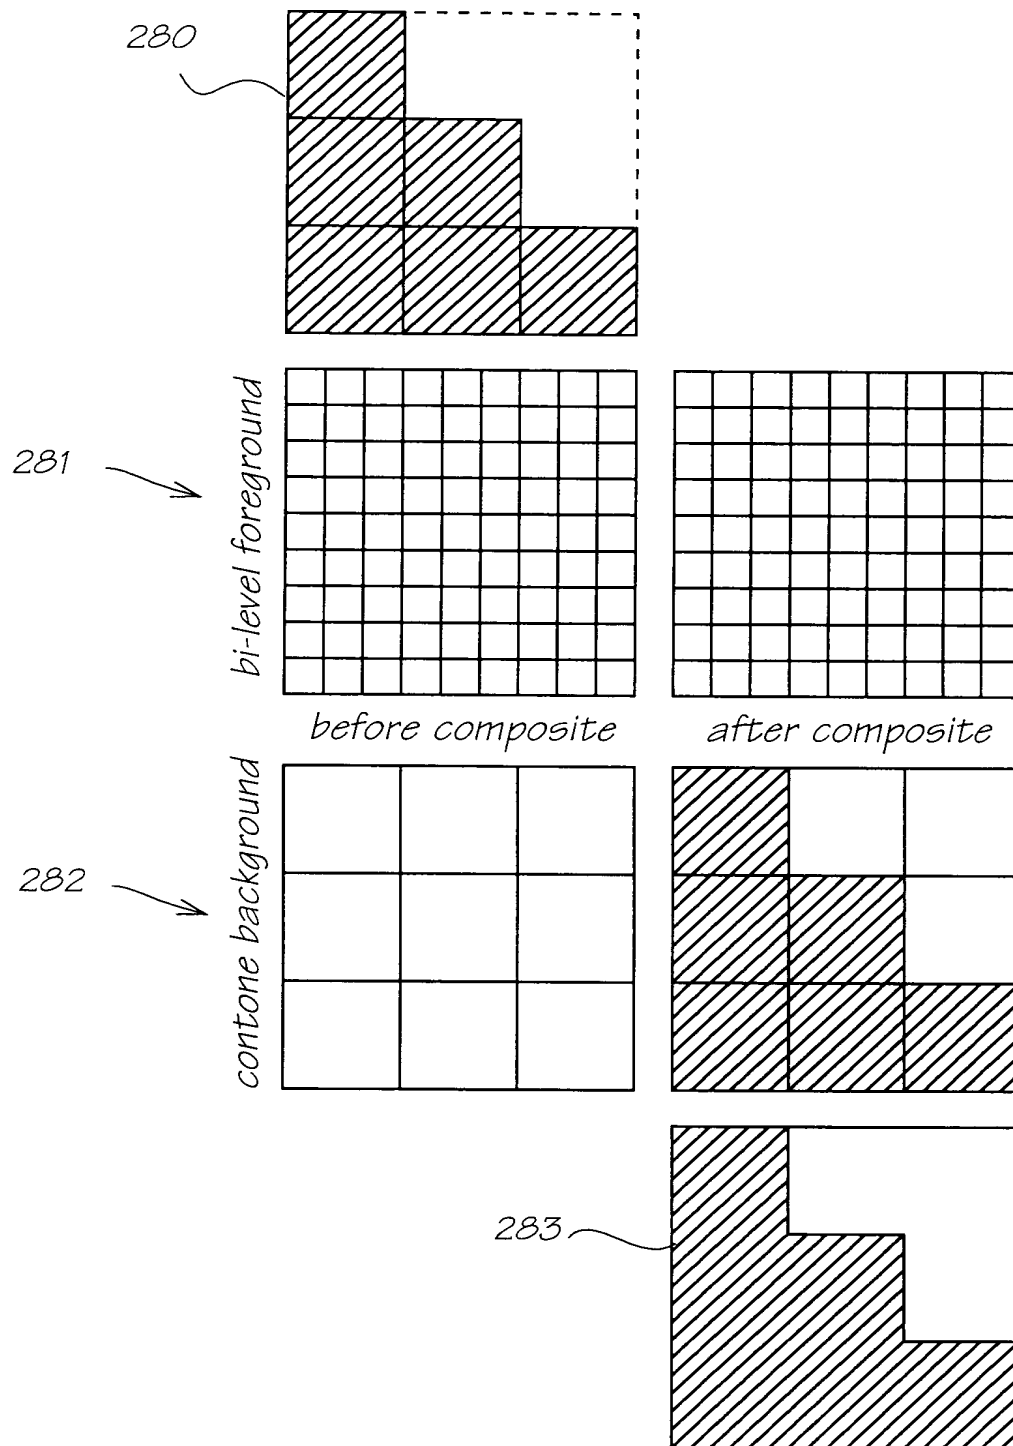 280
281
bi-level foreground
before composite
after composite
282
contone background
283